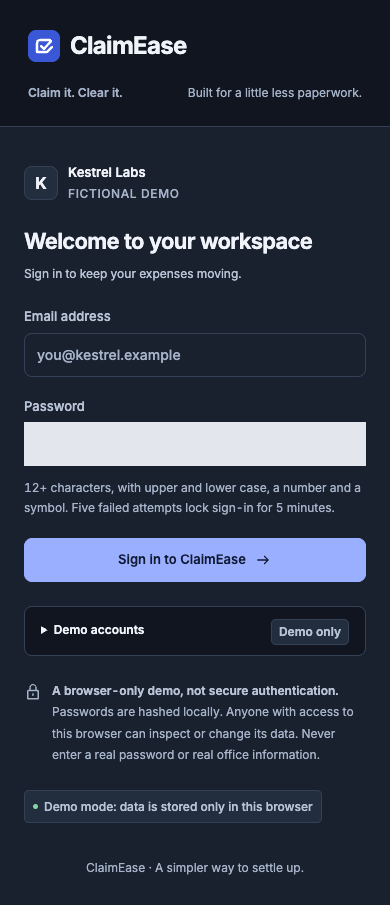 ClaimEase
Claim it. Clear it.
Built for a little less paperwork.
K
Kestrel Labs
FICTIONAL DEMO
Welcome to your workspace
Sign in to keep your expenses moving.
Email address
you@kestrel.example
Password
12+ characters, with upper and lower case, a number and a
symbol. Five failed attempts lock sign-in for 5 minutes.
Sign in to ClaimEase →
Demo accounts
Demo only
A browser-only demo, not secure authentication.
Passwords are hashed locally. Anyone with access to
this browser can inspect or change its data. Never
enter a real password or real office information.
Demo mode: data is stored only in this browser
ClaimEase · A simpler way to settle up.